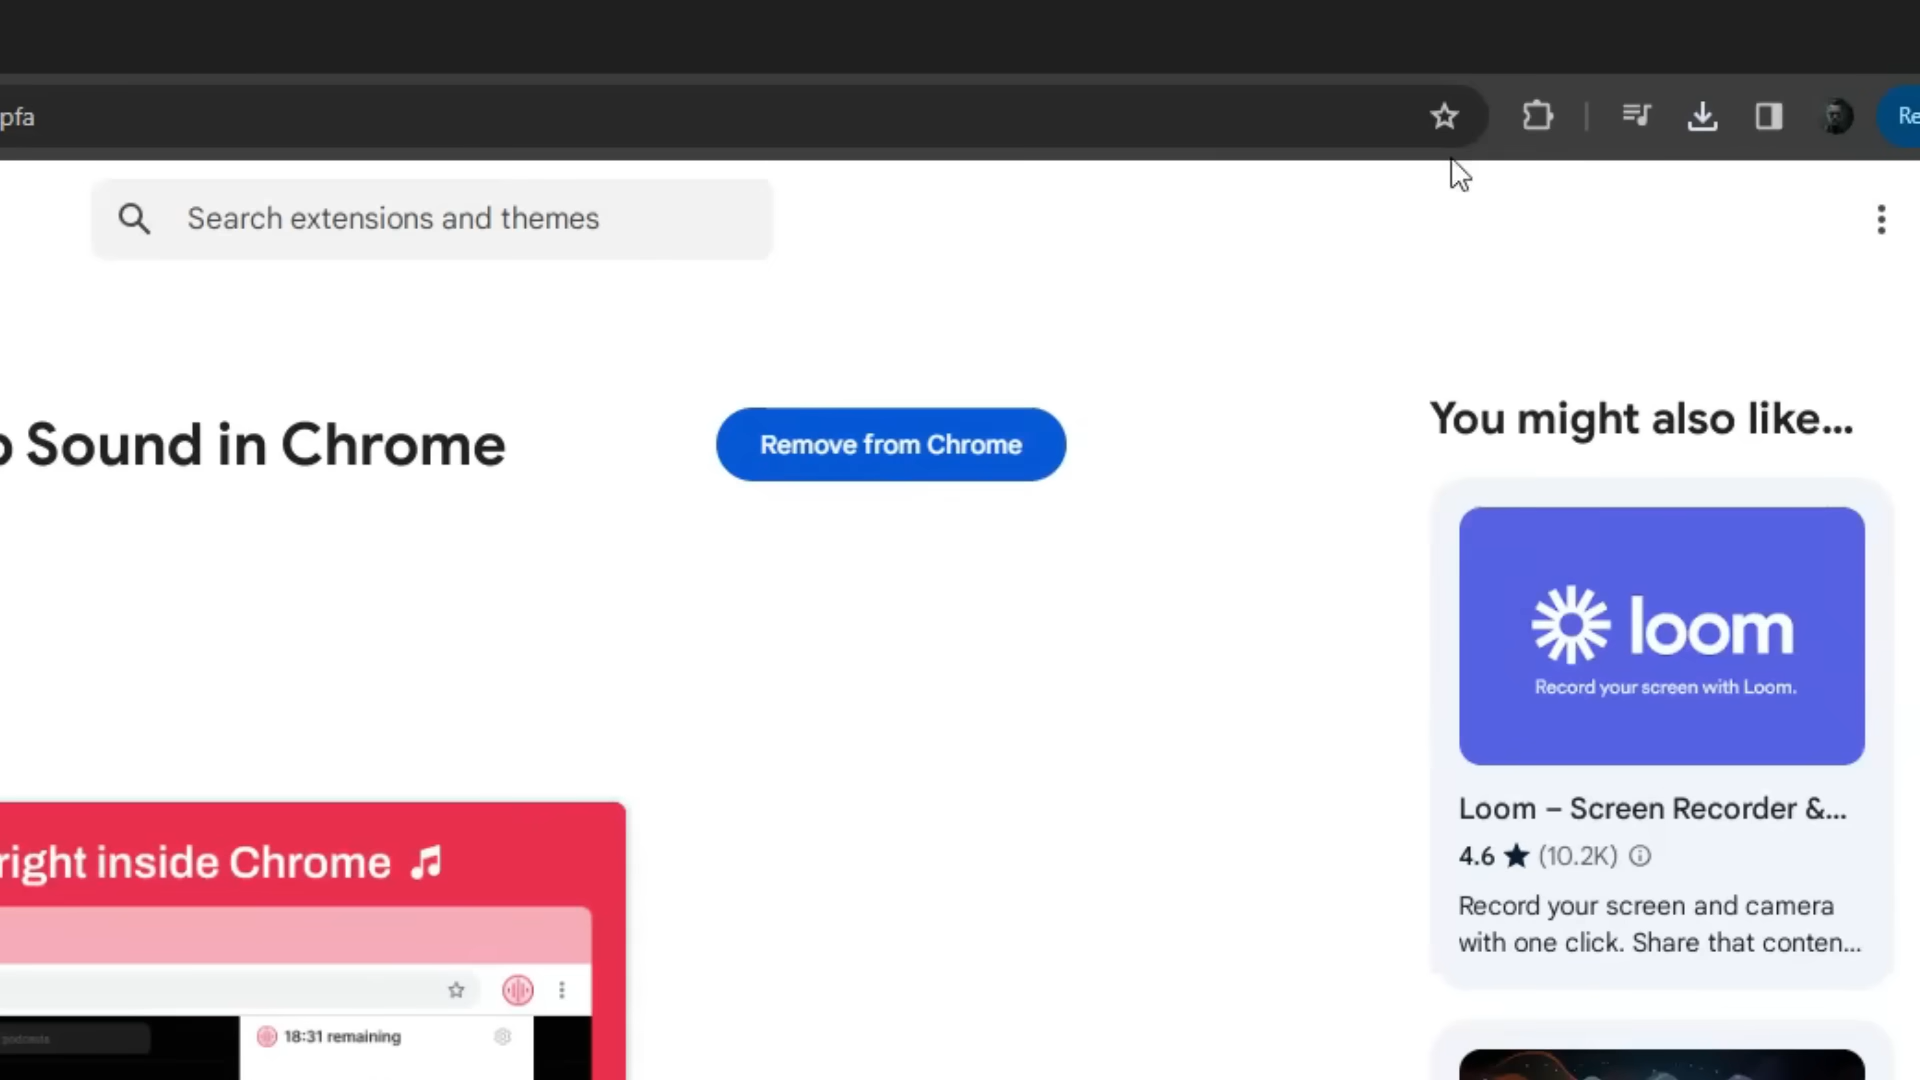 pfa
Re
Search extensions and themes
Sound in Chrome
Remove from Chrome
You might also like...
loom
Record your screen with Loom.
Loom – Screen Recorder &...
4.6 ★ (10.2K)
Record your screen and camera
with one click. Share that conten...
right inside Chrome
podcasts
18:31 remaining